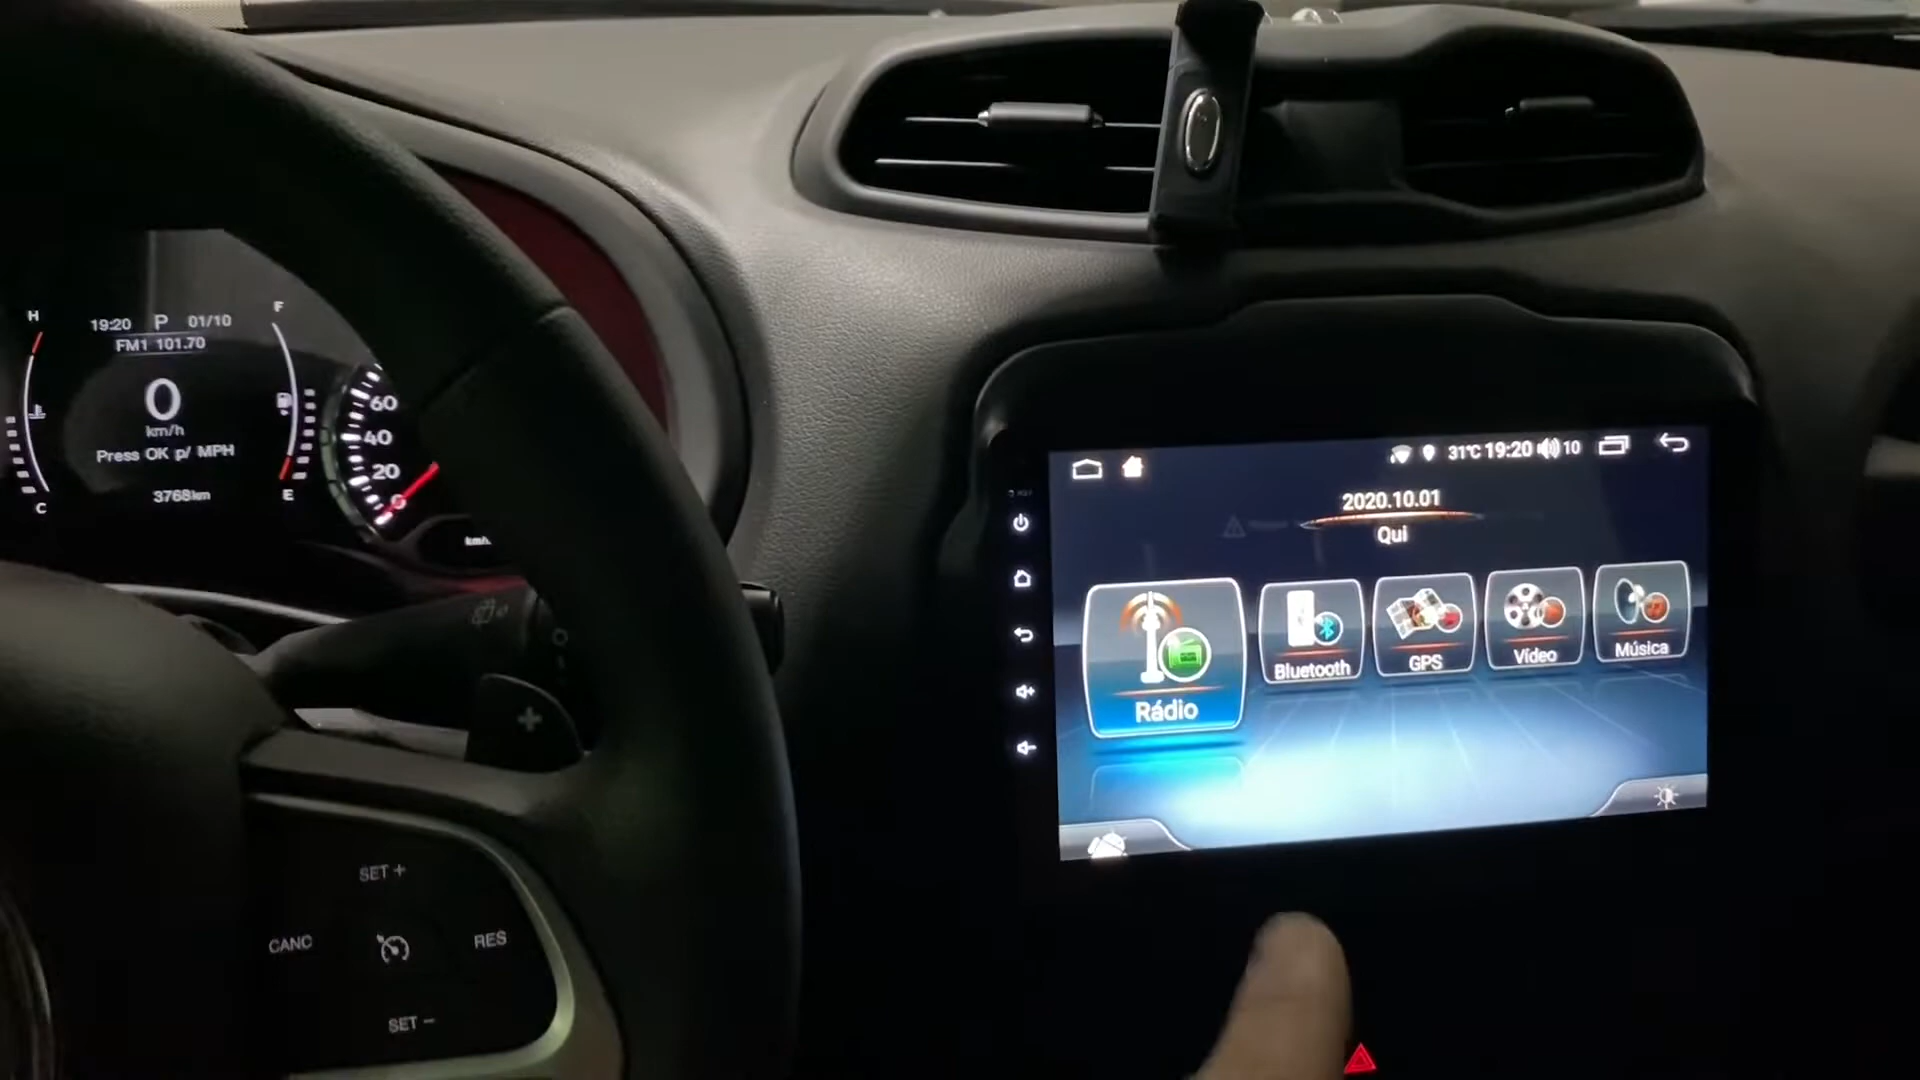 H
F
19:20 P 01/10
FM1 101.70
0
km/h
Press OK p/ MPH
3768km
C
E
60
40
20
0
km/h
SET +
CANC
RES
SET −
31°C 19:20 10
2020.10.01
Qui
Rádio
Bluetooth
GPS
Vídeo
Música